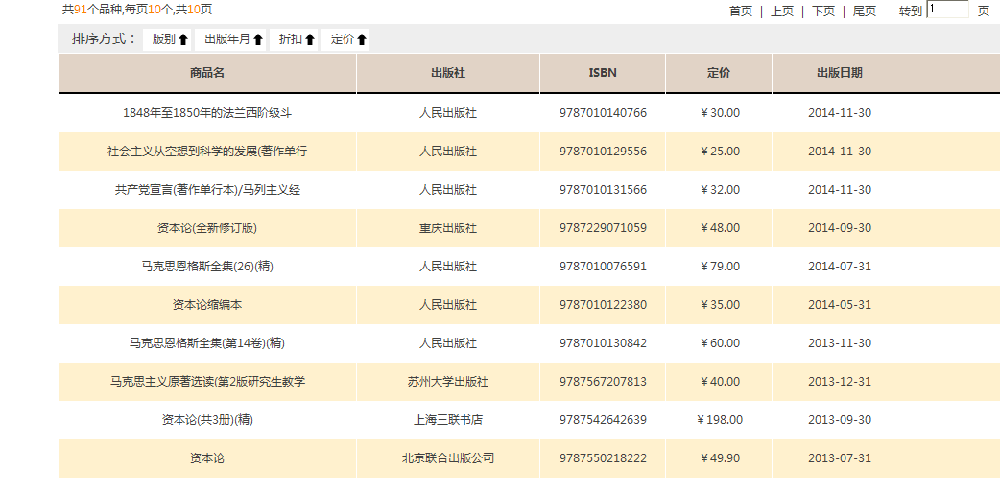 共91个品种,每页10个,共10页 首页 | 上页 | 下页 | 尾页 转到 1 页
排序方式： 版别 出版年月 折扣 定价
商品名 出版社 ISBN 定价 出版日期
1848年至1850年的法兰西阶级斗 人民出版社 9787010140766 ￥30.00 2014-11-30
社会主义从空想到科学的发展(著作单行 人民出版社 9787010129556 ￥25.00 2014-11-30
共产党宣言(著作单行本)/马列主义经 人民出版社 9787010131566 ￥32.00 2014-11-30
资本论(全新修订版) 重庆出版社 9787229071059 ￥48.00 2014-09-30
马克思恩格斯全集(26)(精) 人民出版社 9787010076591 ￥79.00 2014-07-31
资本论缩编本 人民出版社 9787010122380 ￥35.00 2014-05-31
马克思恩格斯全集(第14卷)(精) 人民出版社 9787010130842 ￥60.00 2013-11-30
马克思主义原著选读(第2版研究生教学 苏州大学出版社 9787567207813 ￥40.00 2013-12-31
资本论(共3册)(精) 上海三联书店 9787542642639 ￥198.00 2013-09-30
资本论 北京联合出版公司 9787550218222 ￥49.90 2013-07-31